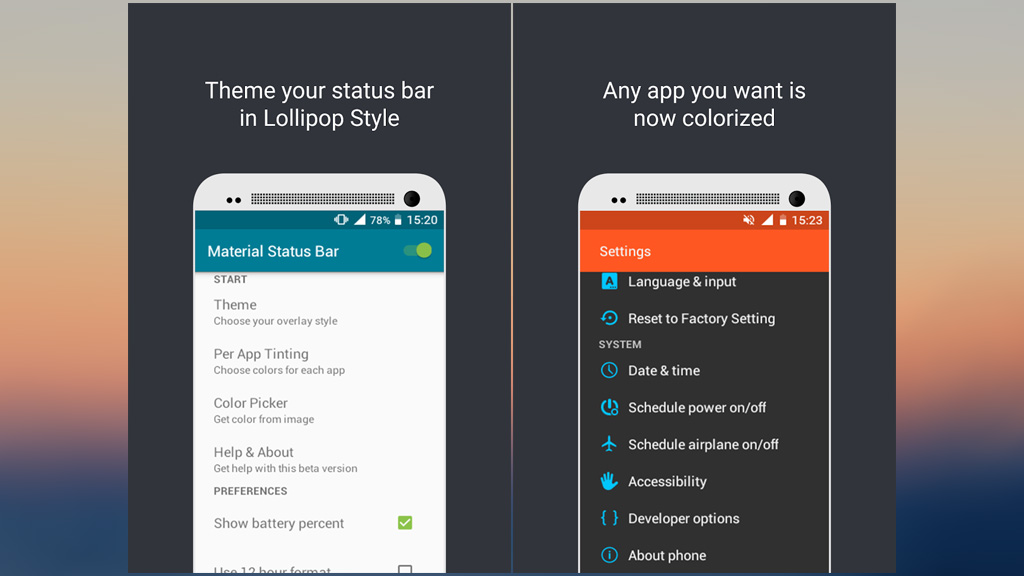 Theme your status bar
in Lollipop Style
78% 15:20
Material Status Bar
START
Theme
Choose your overlay style
Per App Tinting
Choose colors for each app
Color Picker
Get color from image
Help & About
Get help with this beta version
PREFERENCES
Show battery percent
Use 12 hour format
Any app you want is
now colorized
15:23
Settings
A
Language & input
Reset to Factory Setting
SYSTEM
Date & time
Schedule power on/off
Schedule airplane on/off
Accessibility
{ } Developer options
About phone